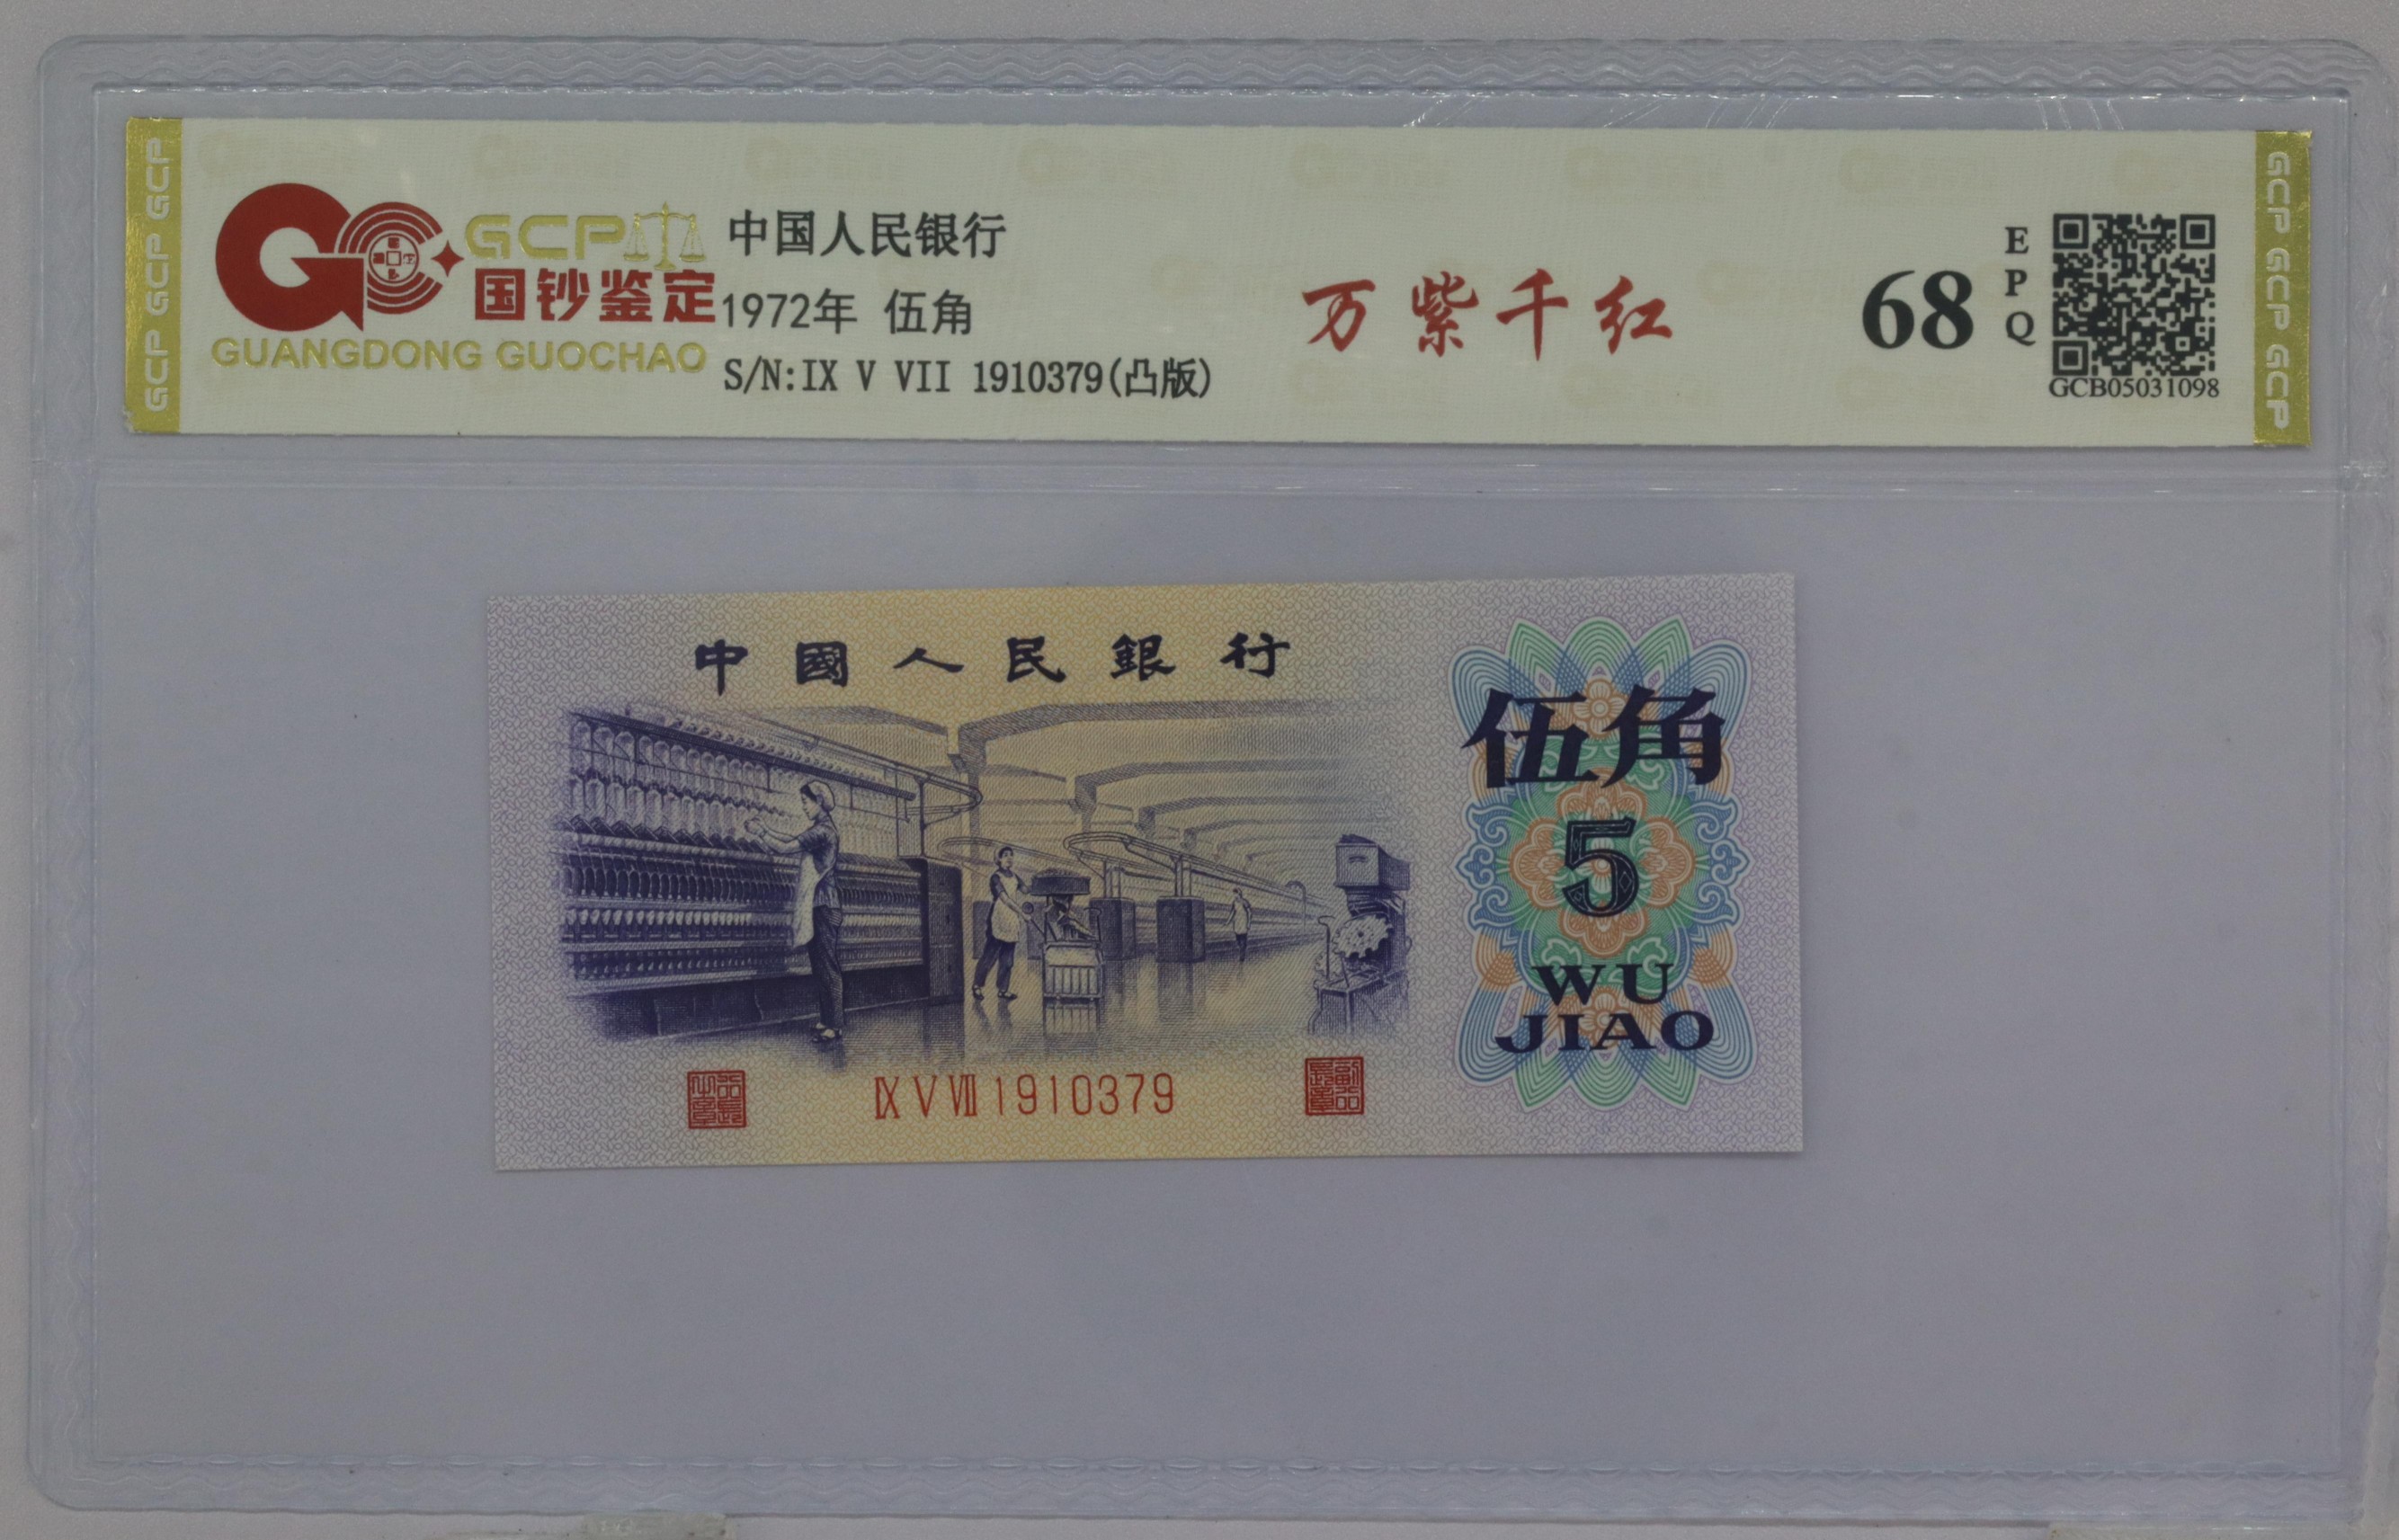 GCP GCP GCP
GCP
国钞鉴定
GUANGDONG GUOCHAO
中国人民银行
1972年 伍角
S/N:IX V VII 1910379(凸版)
万紫千红
68
EPQ
GCB05031098
GCP GCP GCP
中國人民銀行
伍角
5
WU
JIAO
ⅨⅤⅦ1910379